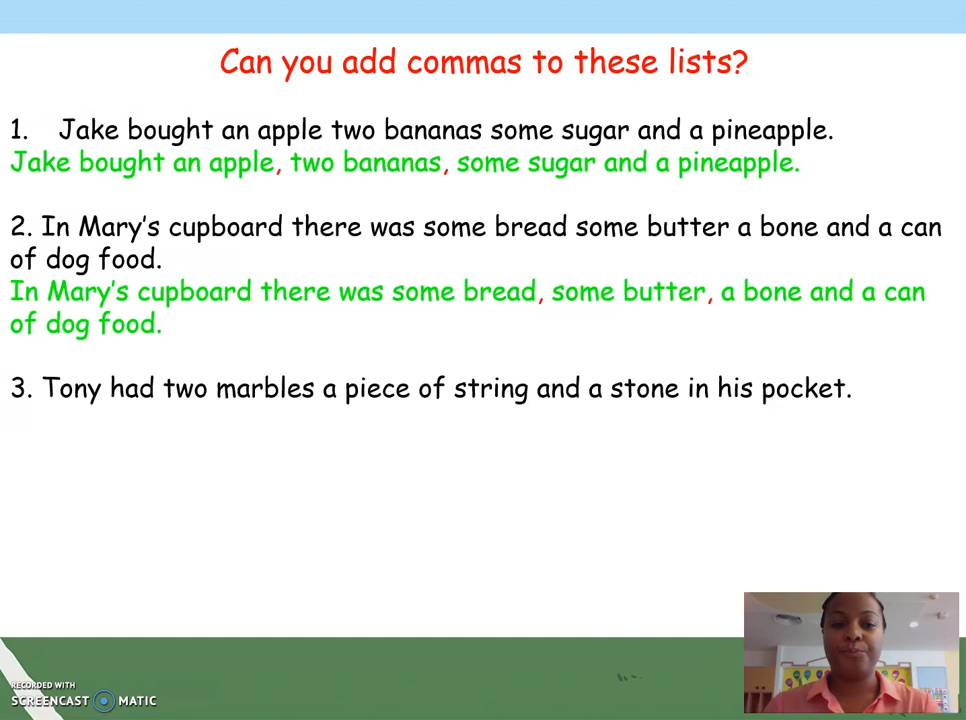 Can you add commas to these lists?
1. Jake bought an apple two bananas some sugar and a pineapple.
Jake bought an apple, two bananas, some sugar and a pineapple.
2. In Mary's cupboard there was some bread some butter a bone and a can
of dog food.
In Mary's cupboard there was some bread, some butter, a bone and a can
of dog food.
3. Tony had two marbles a piece of string and a stone in his pocket.
RECORDED WITH
SCREENCAST MATIC